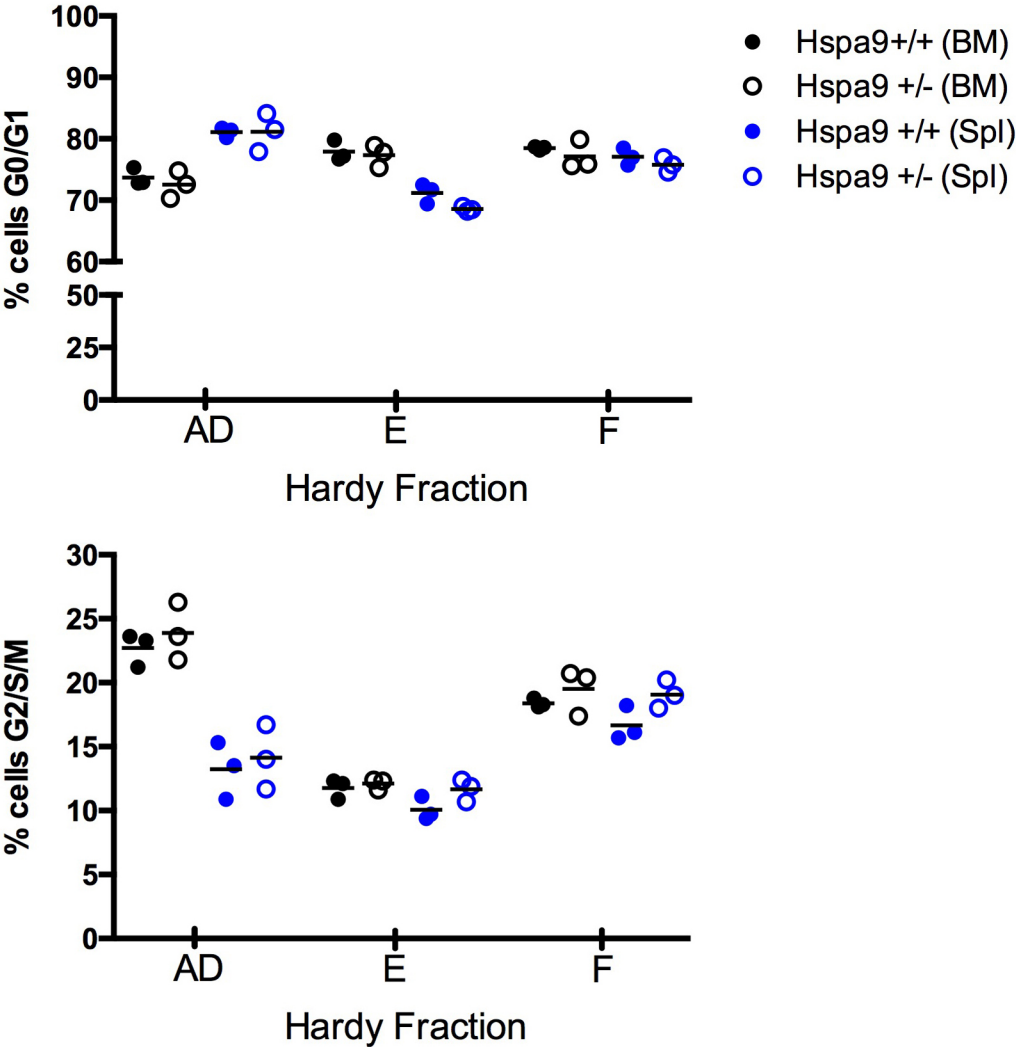 100
90
80
70
60
50
25
0
% cells G0/G1
AD E F
Hardy Fraction
Hspa9+/+ (BM)
Hspa9 +/- (BM)
Hspa9 +/+ (Spl)
Hspa9 +/- (Spl)
30
25
20
15
10
5
0
% cells G2/S/M
AD E F
Hardy Fraction